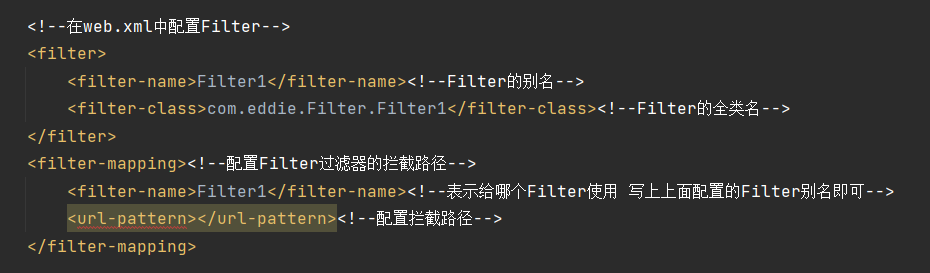 <!--在web.xml中配置Filter-->
<filter>
<filter-name>Filter1</filter-name><!--Filter的别名-->
<filter-class>com.eddie.Filter.Filter1</filter-class><!--Filter的全类名-->
</filter>
<filter-mapping><!--配置Filter过滤器的拦截路径-->
<filter-name>Filter1</filter-name><!--表示给哪个Filter使用 写上上面配置的Filter别名即可-->
<url-pattern></url-pattern><!--配置拦截路径-->
</filter-mapping>